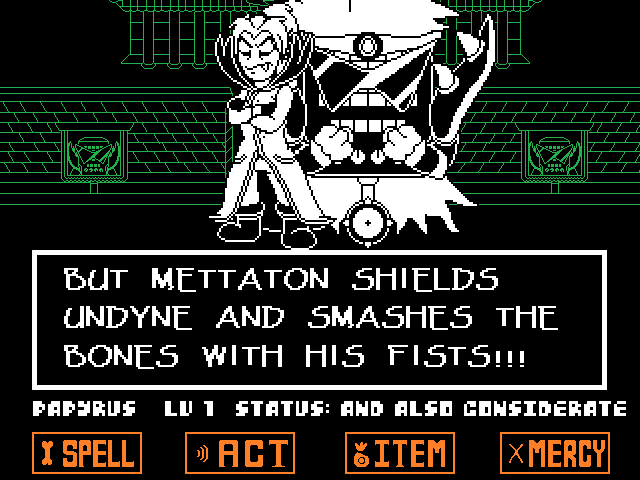 BUT METTATON SHIELDS
UNDYNE AND SMASHES THE
BONES WITH HIS FISTS!!!
PAPYRUS LV 1 STATUS: AND ALSO CONSIDERATE
SPELL ACT ITEM MERCY